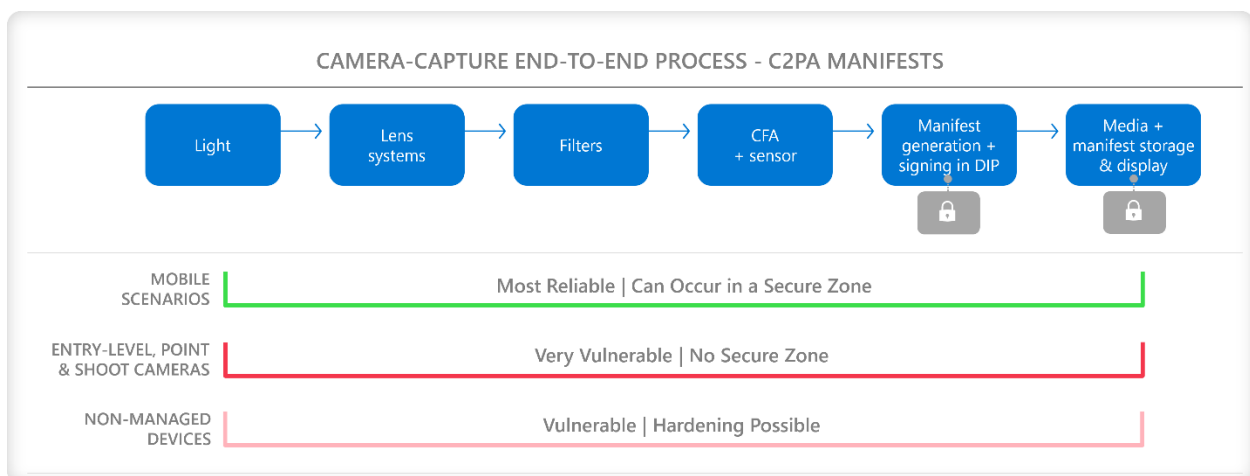 CAMERA-CAPTURE END-TO-END PROCESS - C2PA MANIFESTS
Light
Lens
systems
Filters
CFA
+ sensor
Manifest
generation +
signing in DIP
Media +
manifest storage
& display
MOBILE
SCENARIOS
Most Reliable | Can Occur in a Secure Zone
ENTRY-LEVEL, POINT
& SHOOT CAMERAS
Very Vulnerable | No Secure Zone
NON-MANAGED
DEVICES
Vulnerable | Hardening Possible